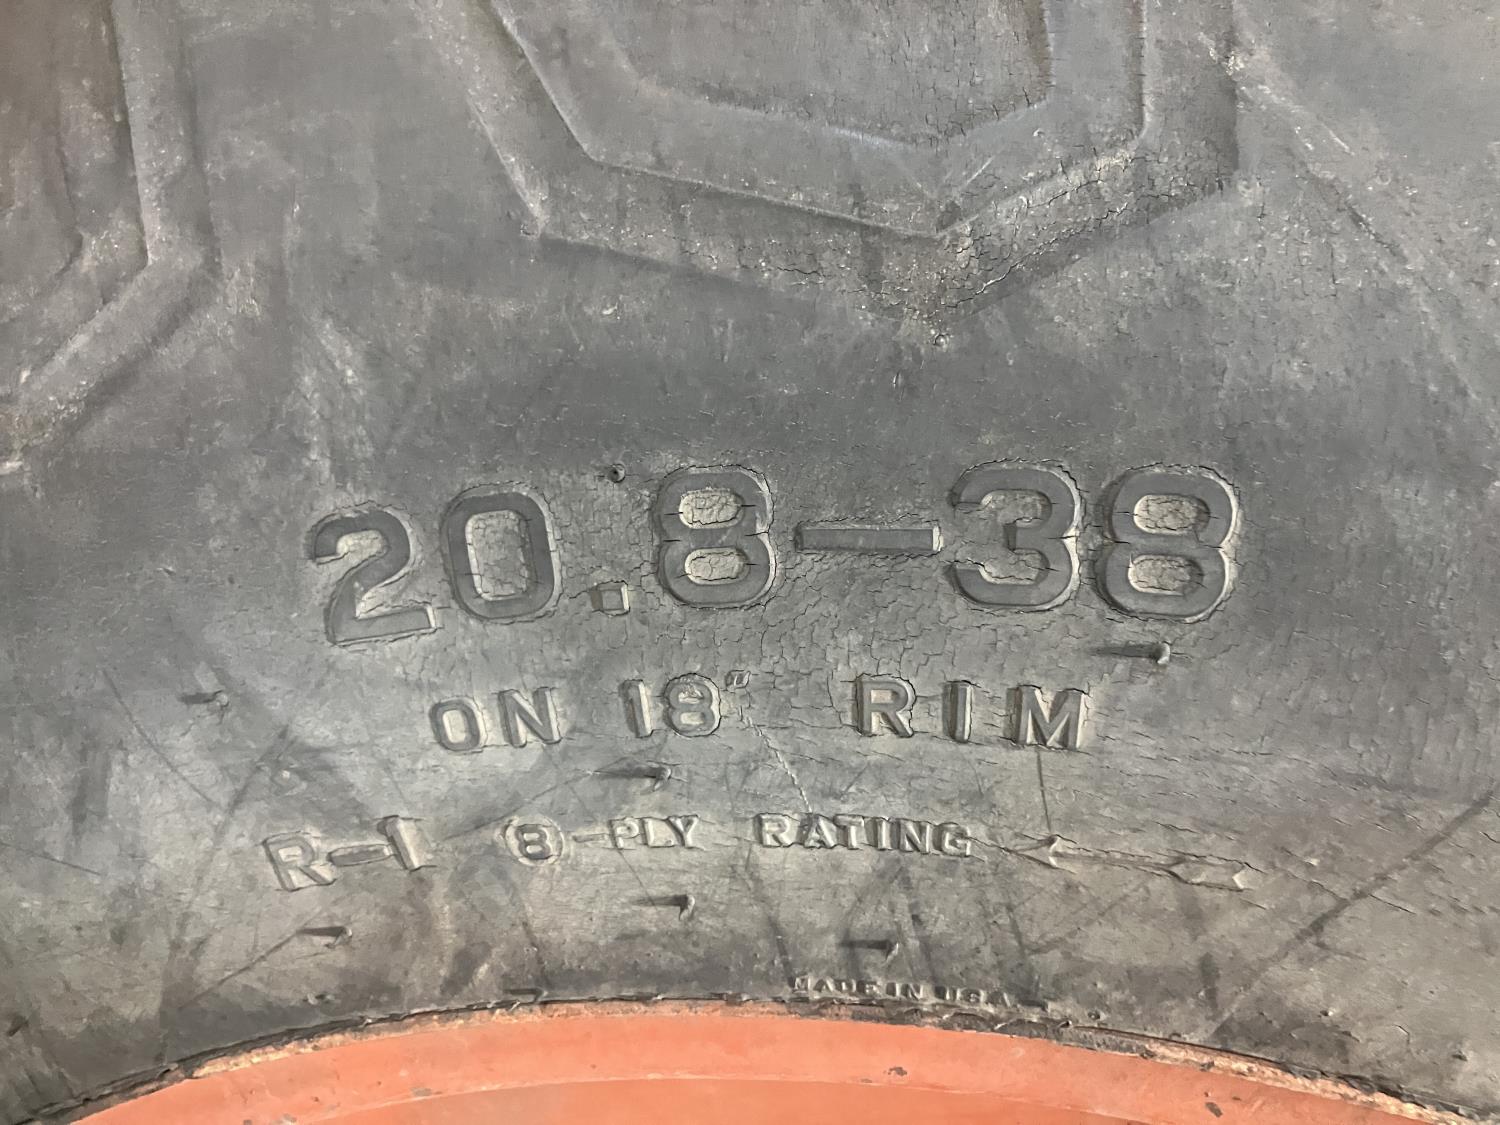 20.8-38
ON 18" RIM
R-1 8-PLY RATING
MADE IN U.S.A.